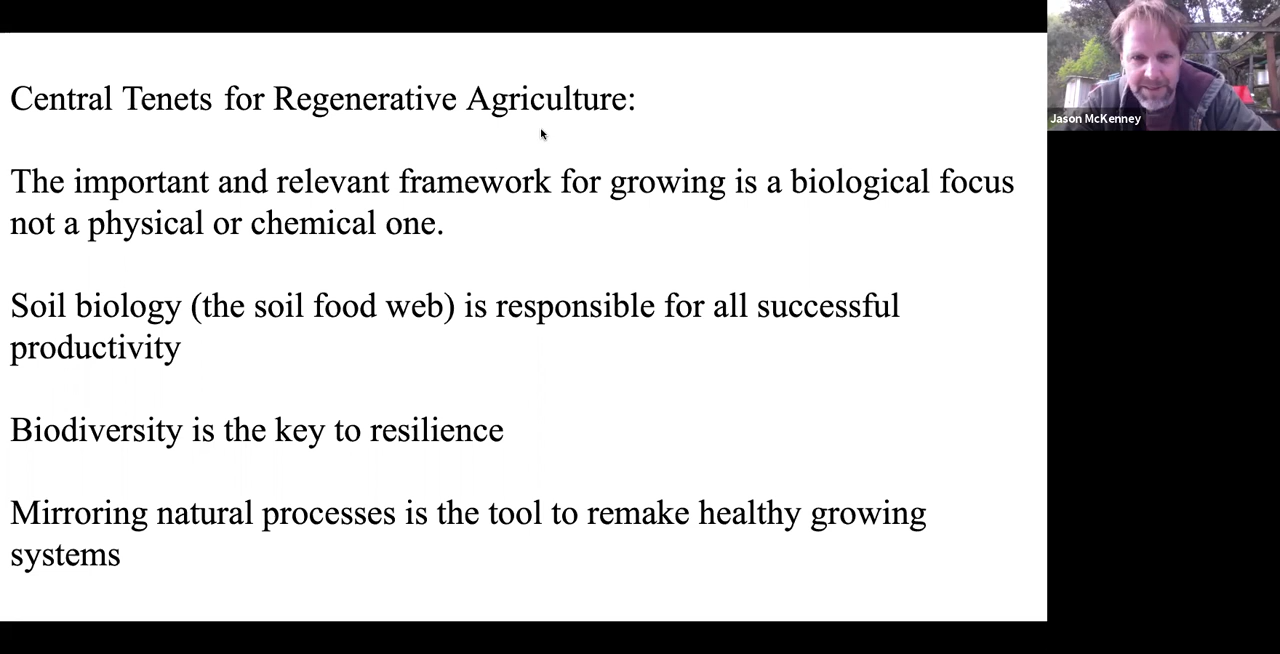 Central Tenets for Regenerative Agriculture:
The important and relevant framework for growing is a biological focus
not a physical or chemical one.
Soil biology (the soil food web) is responsible for all successful
productivity
Biodiversity is the key to resilience
Mirroring natural processes is the tool to remake healthy growing
systems
Jason McKenney